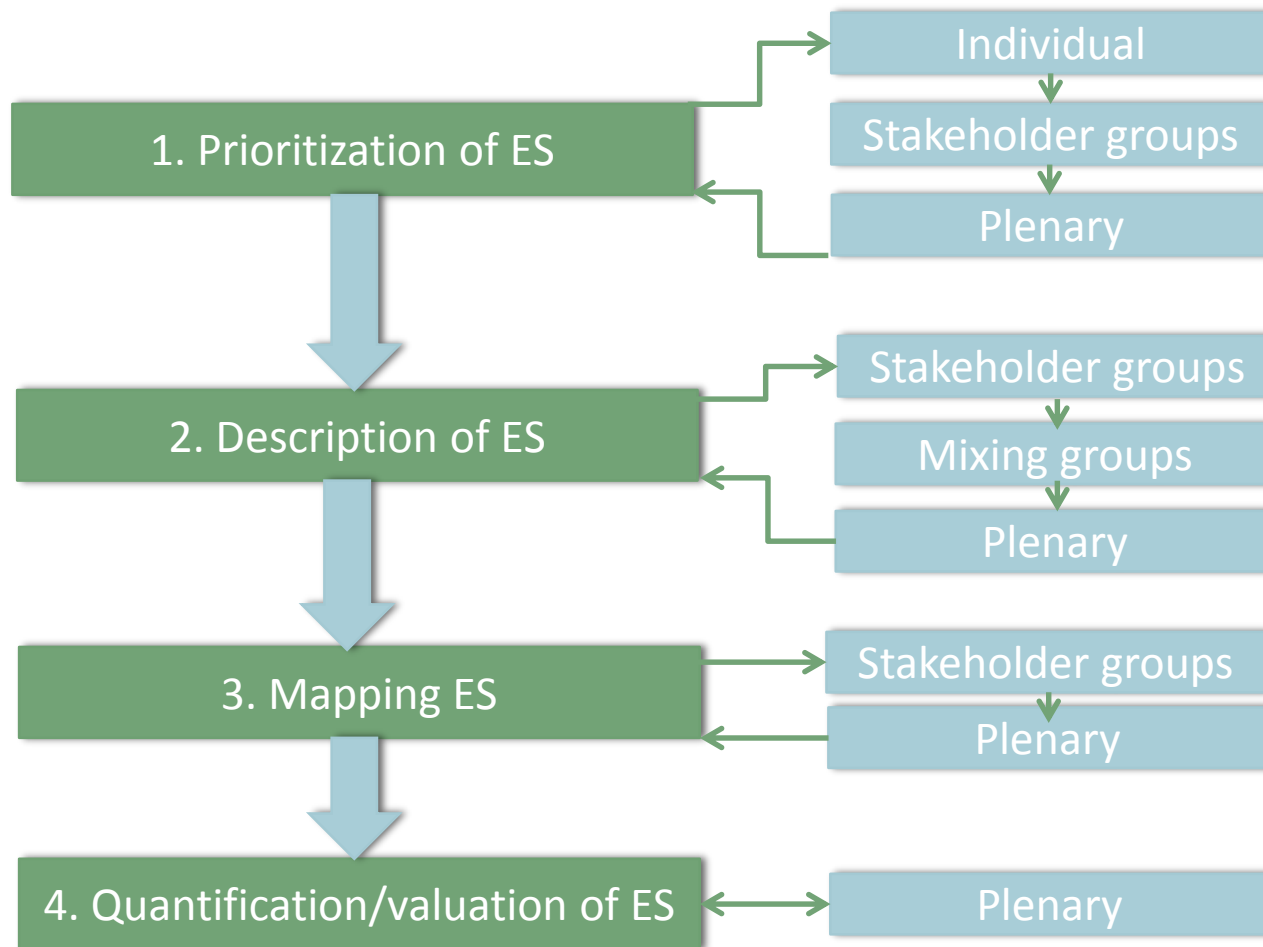 Individual
1. Prioritization of ES
Stakeholder groups
Plenary
Stakeholder groups
2. Description of ES
Mixing groups
Plenary
Stakeholder groups
3. Mapping ES
Plenary
4. Quantification/valuation of ES
Plenary